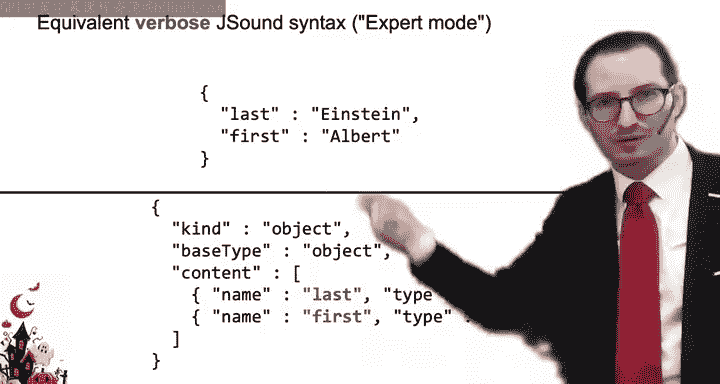 Equivalent verbose JSound syntax ("Expert mode")
{
"last" : "Einstein",
"first" : "Albert"
}
{
"kind" : "object",
"baseType" : "object",
"content" : [
{ "name" : "last", "type
{ "name" : "first", "type" :
]
}